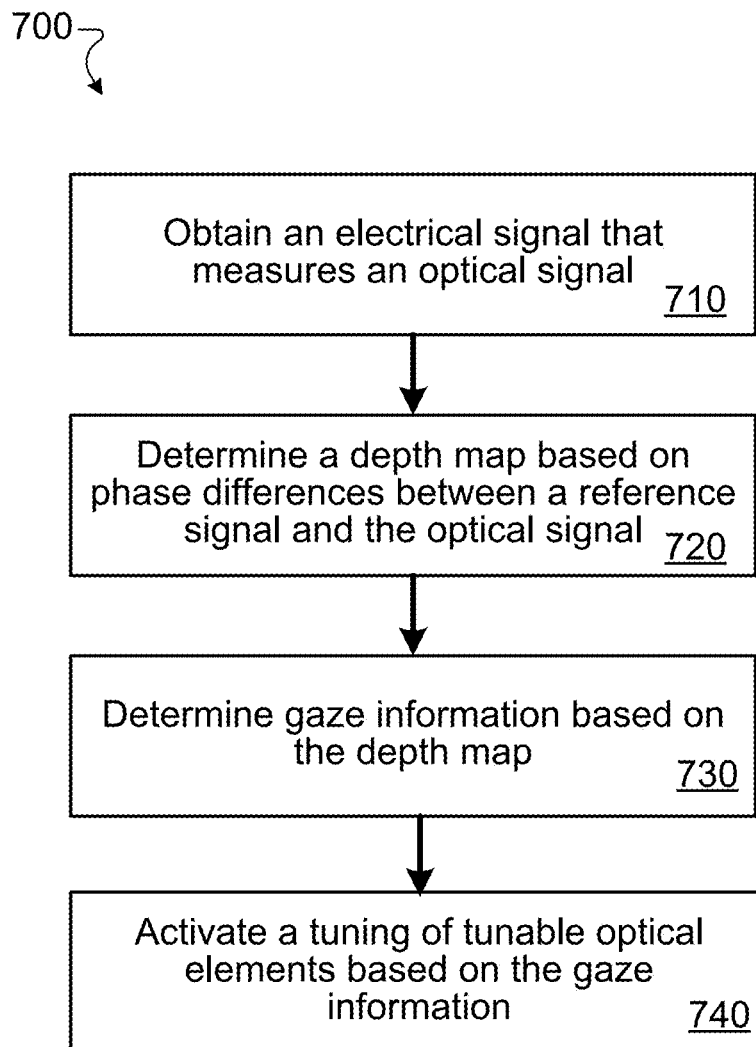 700
Obtain an electrical signal that
measures an optical signal
710
Determine a depth map based on
phase differences between a reference
signal and the optical signal
720
Determine gaze information based on
the depth map
730
Activate a tuning of tunable optical
elements based on the gaze
information
740